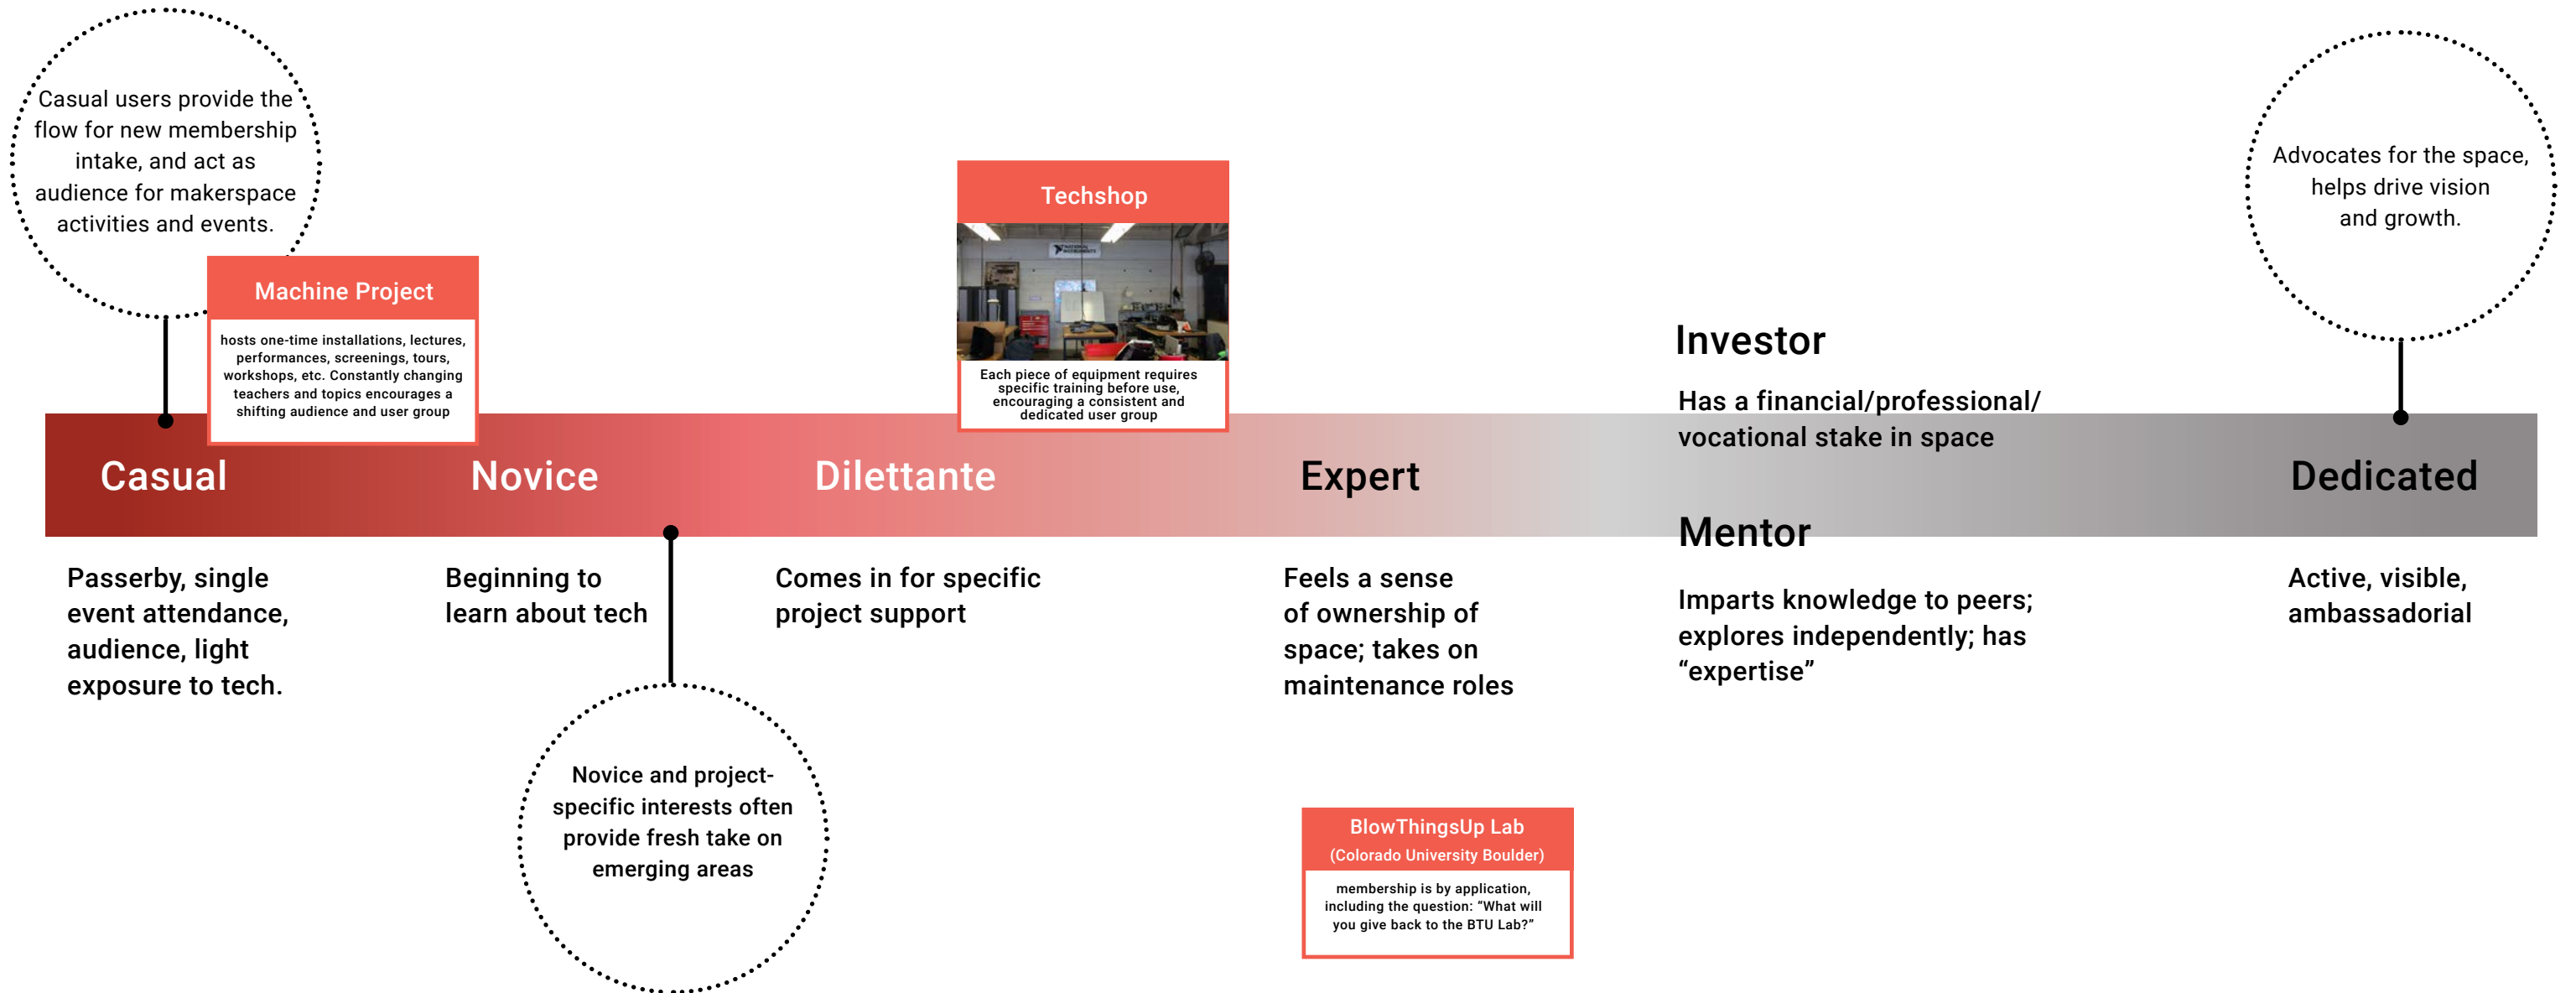 Casual users provide the
flow for new membership
intake, and act as
audience for makerspace
activities and events.
Machine Project
hosts one-time installations, lectures,
performances, screenings, tours,
workshops, etc. Constantly changing
teachers and topics encourages a
shifting audience and user group
Techshop
NATIONAL
INSTRUMENTS
Each piece of equipment requires
specific training before use,
encouraging a consistent and
dedicated user group
Advocates for the space,
helps drive vision
and growth.
Investor
Has a financial/professional/
vocational stake in space
Casual
Novice
Dilettante
Expert
Dedicated
Mentor
Passerby, single
event attendance,
audience, light
exposure to tech.
Beginning to
learn about tech
Comes in for specific
project support
Feels a sense
of ownership of
space; takes on
maintenance roles
Imparts knowledge to peers;
explores independently; has
“expertise”
Active, visible,
ambassadorial
Novice and project-
specific interests often
provide fresh take on
emerging areas
BlowThingsUp Lab
(Colorado University Boulder)
membership is by application,
including the question: “What will
you give back to the BTU Lab?”